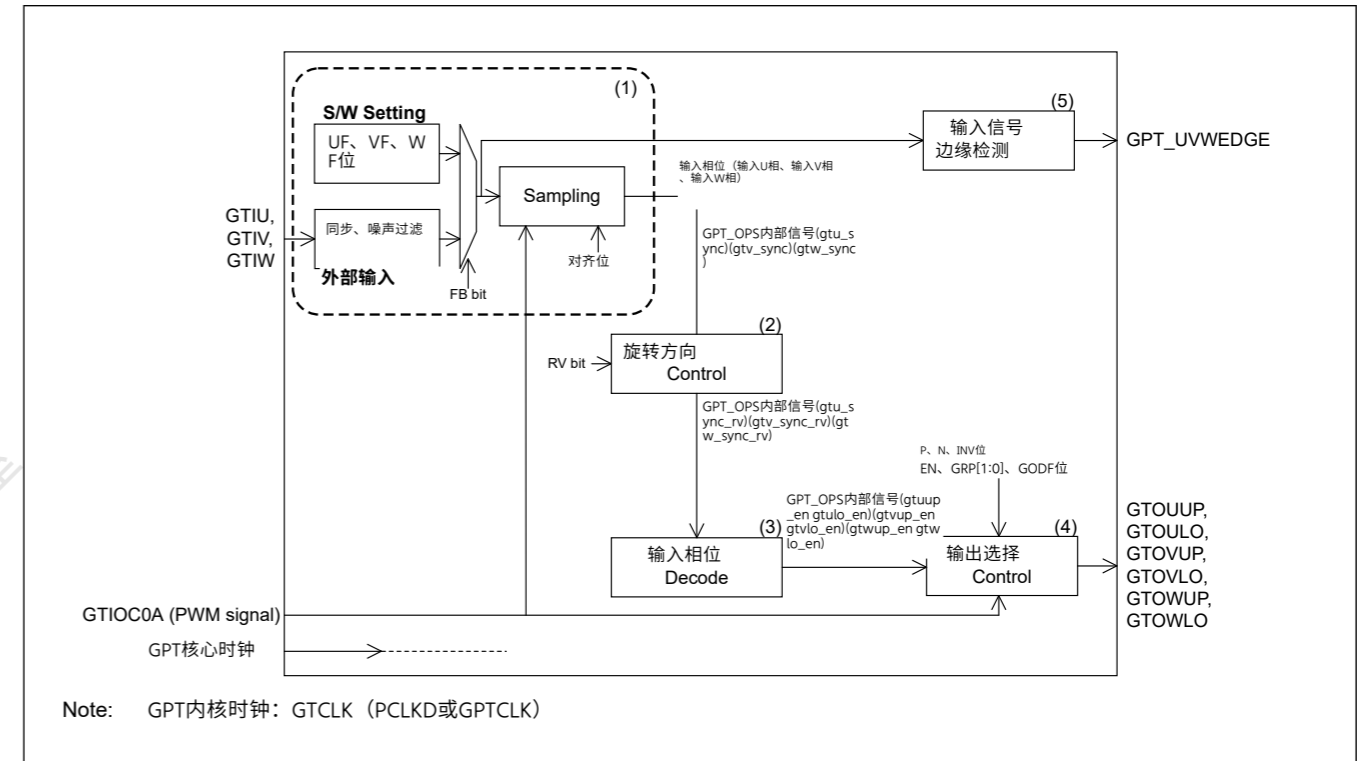 (1)
S/W Setting
UF、VF、W
F位
Sampling
同步、噪声过滤
外部输入
FB bit
对齐位
GTIU,
GTIV,
GTIW
输入相位（输入U相、输入V相
、输入W相）
(5)
输入信号
边缘检测
GPT_UVWEDGE
GPT_OPS内部信号(gtu_s
ync)(gtv_sync)(gtw_sync
)
(2)
RV bit
旋转方向
Control
GPT_OPS内部信号(gtu_s
ync_rv)(gtv_sync_rv)(gt
w_sync_rv)
P、N、INV位
EN、GRP[1:0]、GODF位
GPT_OPS内部信号(gtuup
_en gtulo_en)(gtvup_en
gtvlo_en)(gtwup_en gtw
lo_en)
(3)
输入相位
Decode
(4)
输出选择
Control
GTOUUP,
GTOULO,
GTOVUP,
GTOVLO,
GTOWUP,
GTOWLO
GTIOC0A (PWM signal)
GPT核心时钟
Note: GPT内核时钟：GTCLK（PCLKD或GPTCLK）